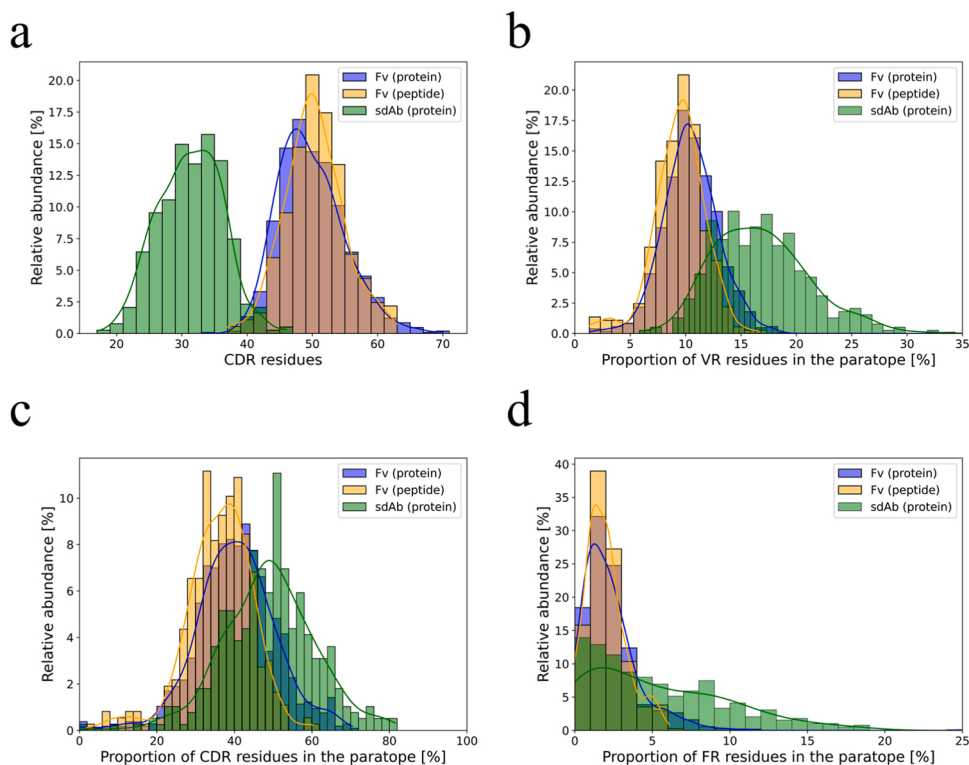 a
20.0
17.5
15.0
12.5
10.0
7.5
5.0
2.5
0.0
Relative abundance [%]
20 30 40 50 60 70
CDR residues
Fv (protein)
Fv (peptide)
sdAb (protein)
b
20.0
17.5
15.0
12.5
10.0
7.5
5.0
2.5
0.0
Relative abundance [%]
0 5 10 15 20 25 30 35
Proportion of VR residues in the paratope [%]
Fv (protein)
Fv (peptide)
sdAb (protein)
c
10
8
6
4
2
0
Relative abundance [%]
0 20 40 60 80 100
Proportion of CDR residues in the paratope [%]
Fv (protein)
Fv (peptide)
sdAb (protein)
d
40
35
30
25
20
15
10
5
0
Relative abundance [%]
0 5 10 15 20 25
Proportion of FR residues in the paratope [%]
Fv (protein)
Fv (peptide)
sdAb (protein)